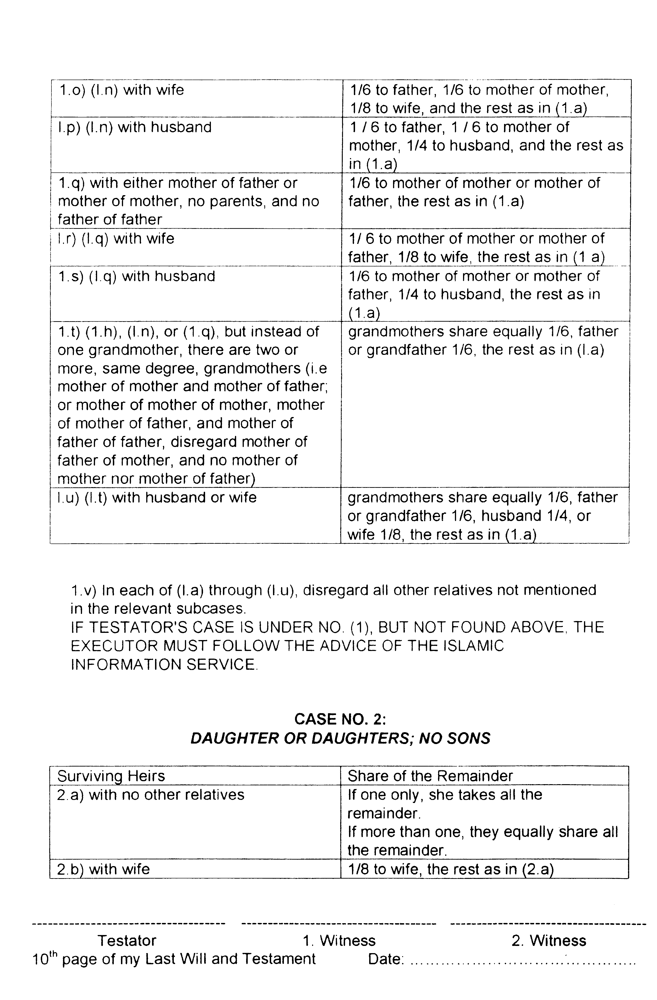 1.o) (I.n) with wife
1/6 to father, 1/6 to mother of mother,
1/8 to wife, and the rest as in (1.a)
I.p) (I.n) with husband
1 / 6 to father, 1 / 6 to mother of
mother, 1/4 to husband, and the rest as
in (1.a)
1.q) with either mother of father or
mother of mother, no parents, and no
father of father
1/6 to mother of mother or mother of
father, the rest as in (1.a)
I.r) (I.q) with wife
1/ 6 to mother of mother or mother of
father, 1/8 to wife, the rest as in (1 a)
1.s) (I.q) with husband
1/6 to mother of mother or mother of
father, 1/4 to husband, the rest as in
(1.a)
1.t) (1.h), (I.n), or (1.q), but instead of
one grandmother, there are two or
more, same degree, grandmothers (i.e
mother of mother and mother of father;
or mother of mother of mother, mother
of mother of father, and mother of
father of father, disregard mother of
father of mother, and no mother of
mother nor mother of father)
grandmothers share equally 1/6, father
or grandfather 1/6, the rest as in (I.a)
I.u) (I.t) with husband or wife
grandmothers share equally 1/6, father
or grandfather 1/6, husband 1/4, or
wife 1/8, the rest as in (1.a)
1.v) In each of (I.a) through (I.u), disregard all other relatives not mentioned
in the relevant subcases.
IF TESTATOR'S CASE IS UNDER NO. (1), BUT NOT FOUND ABOVE, THE
EXECUTOR MUST FOLLOW THE ADVICE OF THE ISLAMIC
INFORMATION SERVICE.
CASE NO. 2:
DAUGHTER OR DAUGHTERS; NO SONS
Surviving Heirs
Share of the Remainder
2.a) with no other relatives
If one only, she takes all the
remainder.
If more than one, they equally share all
the remainder.
2.b) with wife
1/8 to wife, the rest as in (2.a)
Testator 1. Witness 2. Witness
10th page of my Last Will and Testament Date: ..............................................